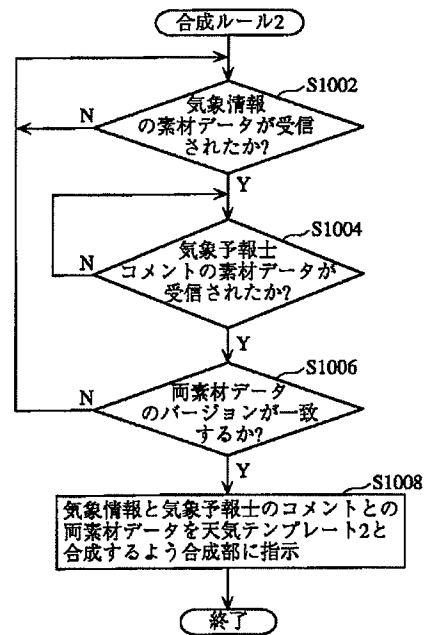 合成ルール2
S1002
気象情報
の素材データが受信
されたか?
N
Y
S1004
気象予報士
コメントの素材データが
受信されたか?
N
Y
S1006
両素材データ
のバージョンが一致
するか?
N
Y
S1008
気象情報と気象予報士のコメントとの
両素材データを天気テンプレート2と
合成するよう合成部に指示
終了